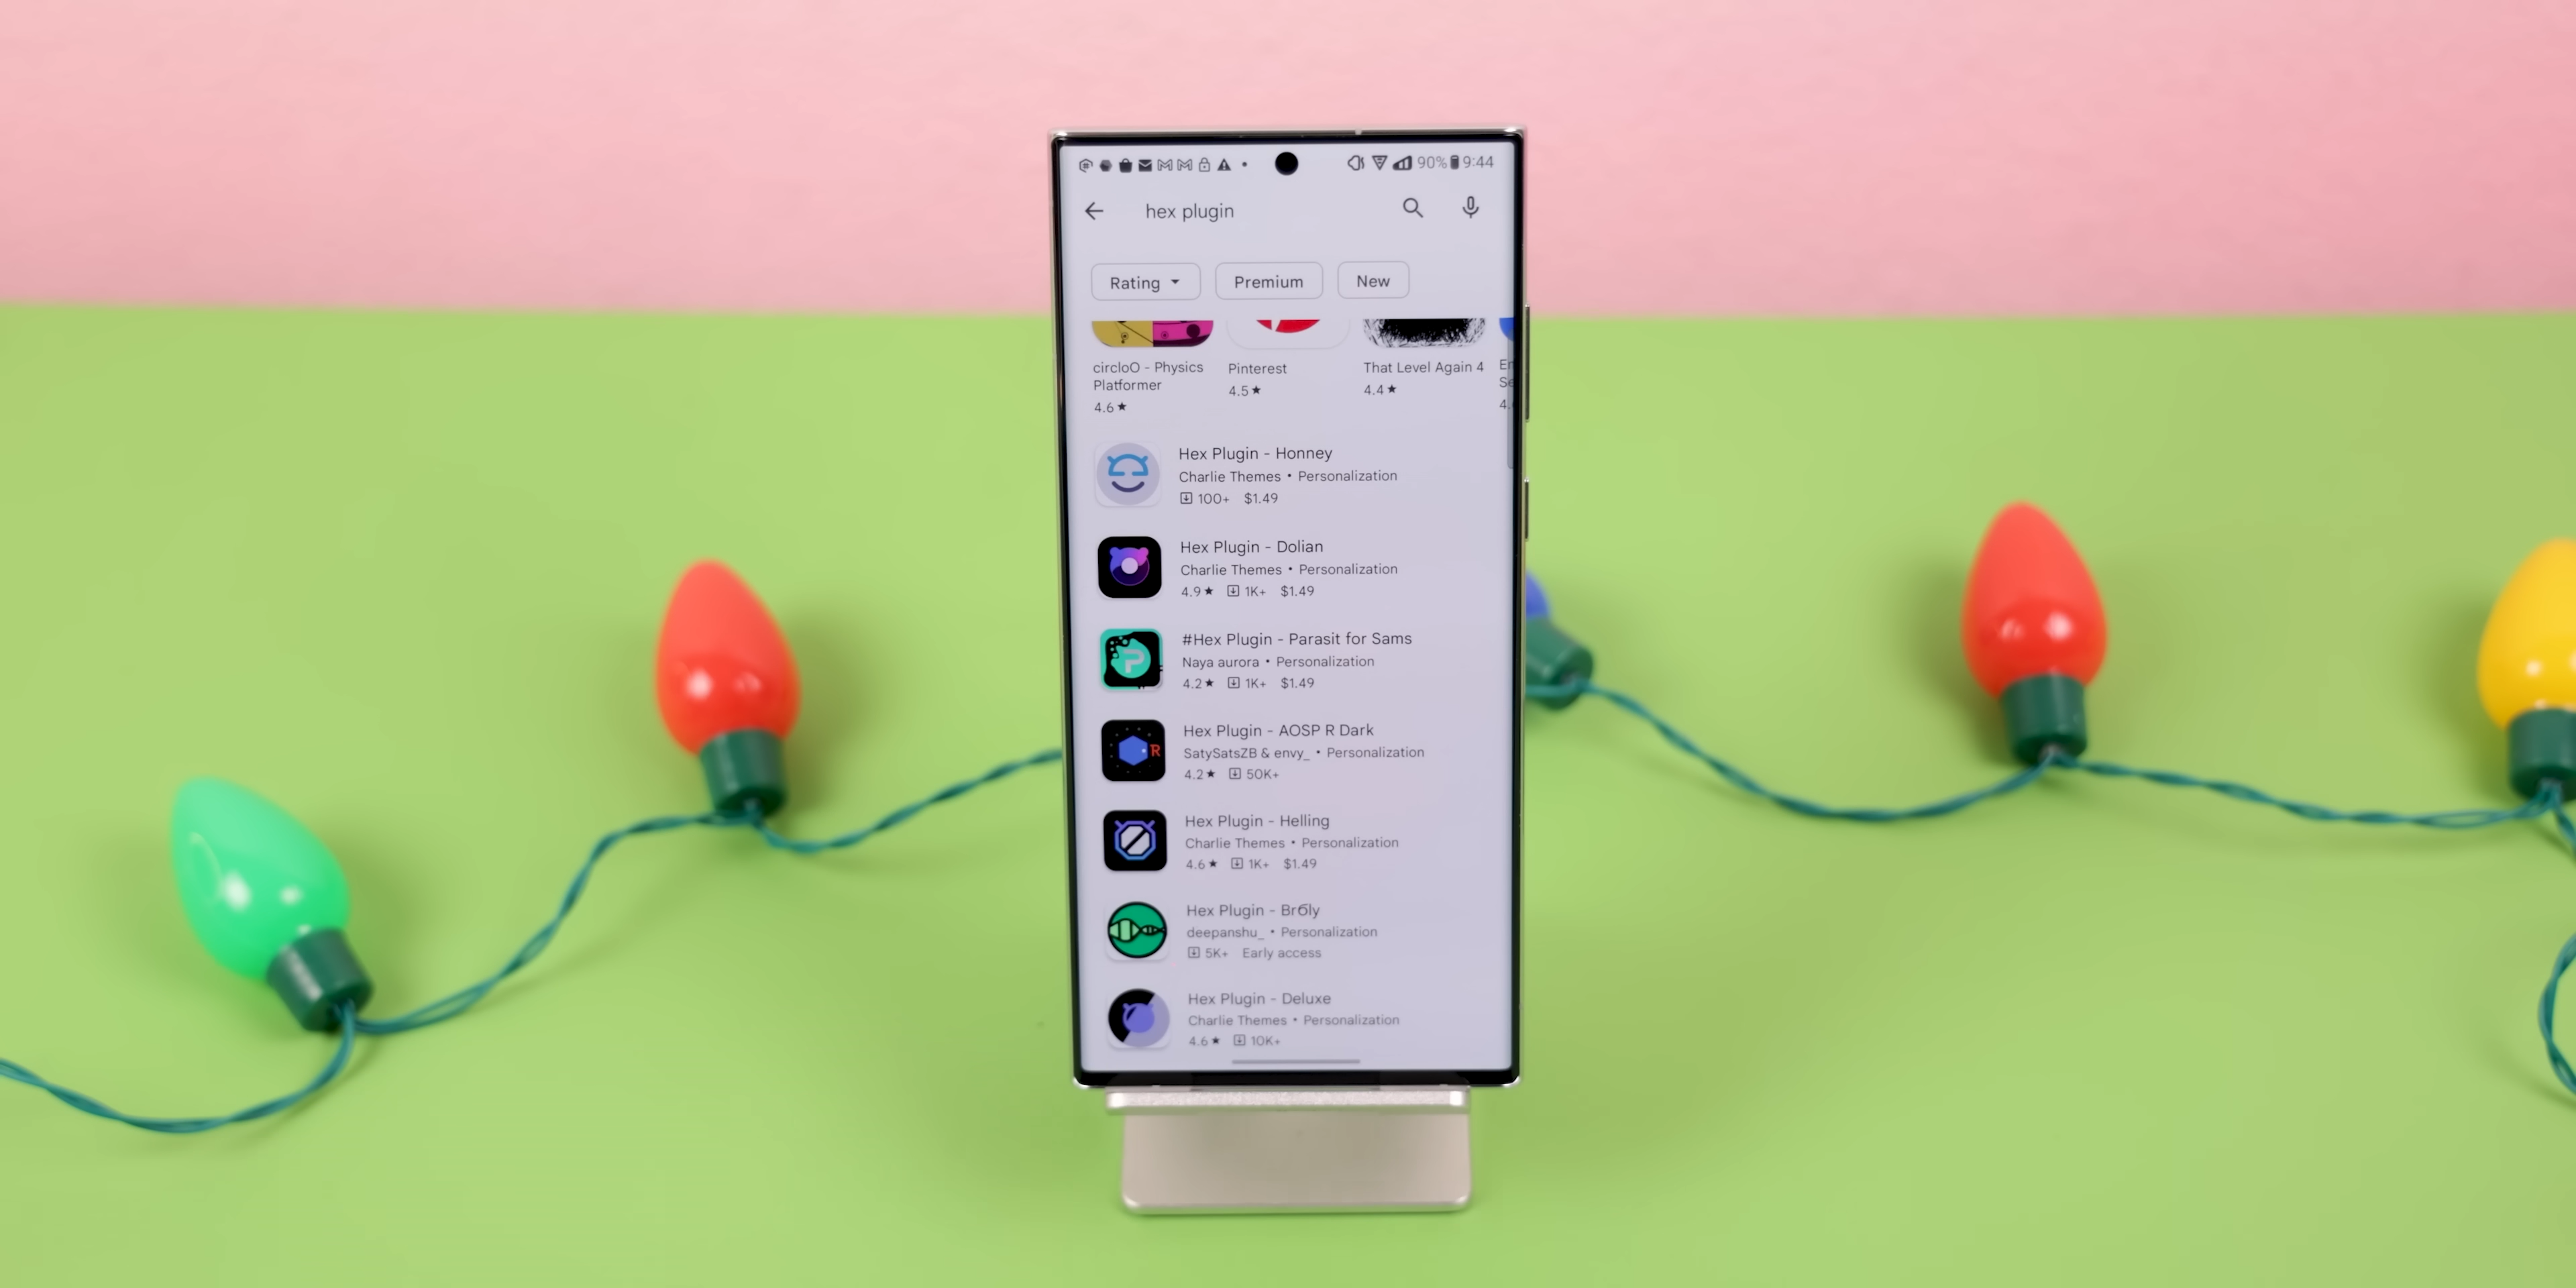 90% 9:44
hex plugin
Rating Premium New
circloO - Physics
Platformer
4.6★
Pinterest
4.5★
That Level Again 4
4.4★
Hex Plugin - Honney
Charlie Themes • Personalization
100+ $1.49
Hex Plugin - Dolian
Charlie Themes • Personalization
4.9★ 1K+ $1.49
#Hex Plugin - Parasit for Sams
Naya aurora • Personalization
4.2★ 1K+ $1.49
Hex Plugin - AOSP R Dark
SatySatsZB & envy_ • Personalization
4.2★ 50K+
Hex Plugin - Helling
Charlie Themes • Personalization
4.6★ 1K+ $1.49
Hex Plugin -
deepanshu_ • Personalization
5K+ Early access
Hex Plugin - Deluxe
Charlie Themes • Personalization
4.6★ 10K+